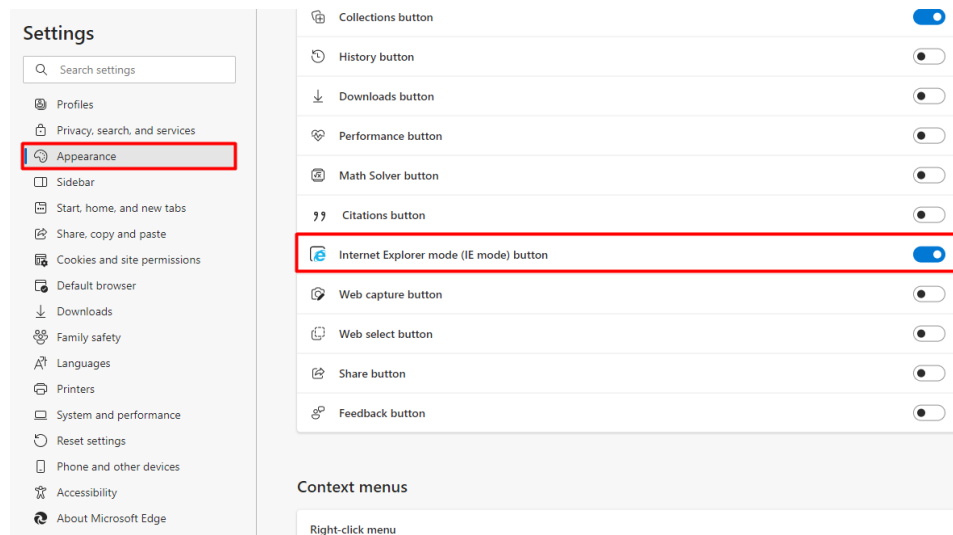 Settings
Search settings
Profiles
Privacy, search, and services
Appearance
Sidebar
Start, home, and new tabs
Share, copy and paste
Cookies and site permissions
Default browser
Downloads
Family safety
Languages
Printers
System and performance
Reset settings
Phone and other devices
Accessibility
About Microsoft Edge
Collections button
History button
Downloads button
Performance button
Math Solver button
Citations button
Internet Explorer mode (IE mode) button
Web capture button
Web select button
Share button
Feedback button
Context menus
Right-click menu